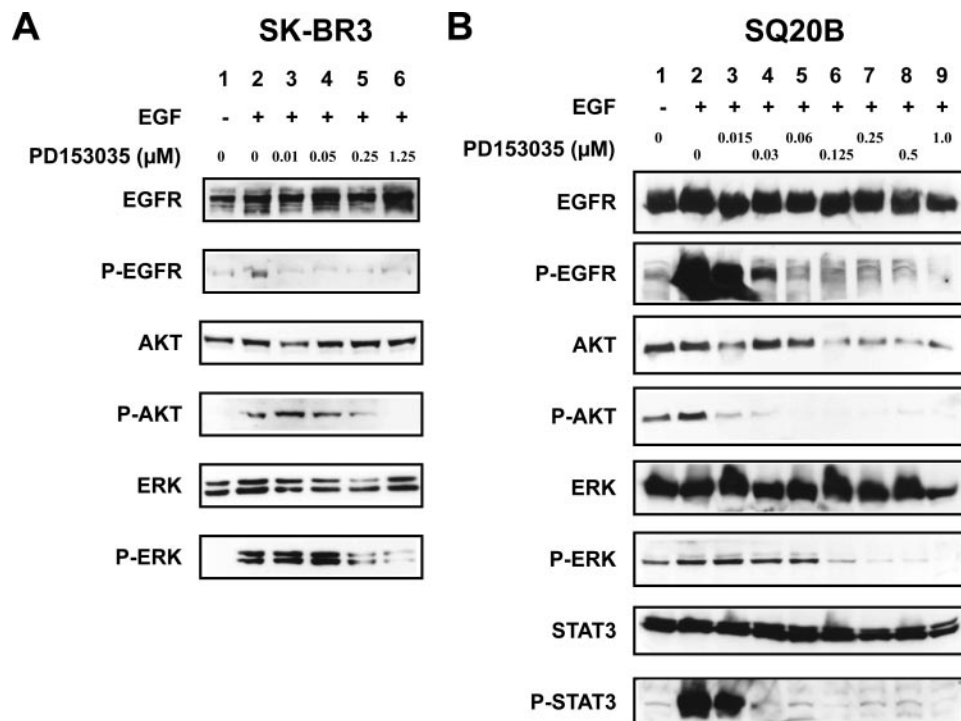 A
SK-BR3
1 2 3 4 5 6
EGF - + + + + +
PD153035 (µM) 0 0 0.01 0.05 0.25 1.25
EGFR
P-EGFR
AKT
P-AKT
ERK
P-ERK
B
SQ20B
1 2 3 4 5 6 7 8 9
EGF - + + + + + + + +
PD153035 (µM) 0 0 0.015 0.03 0.06 0.125 0.25 0.5 1.0
EGFR
P-EGFR
AKT
P-AKT
ERK
P-ERK
STAT3
P-STAT3